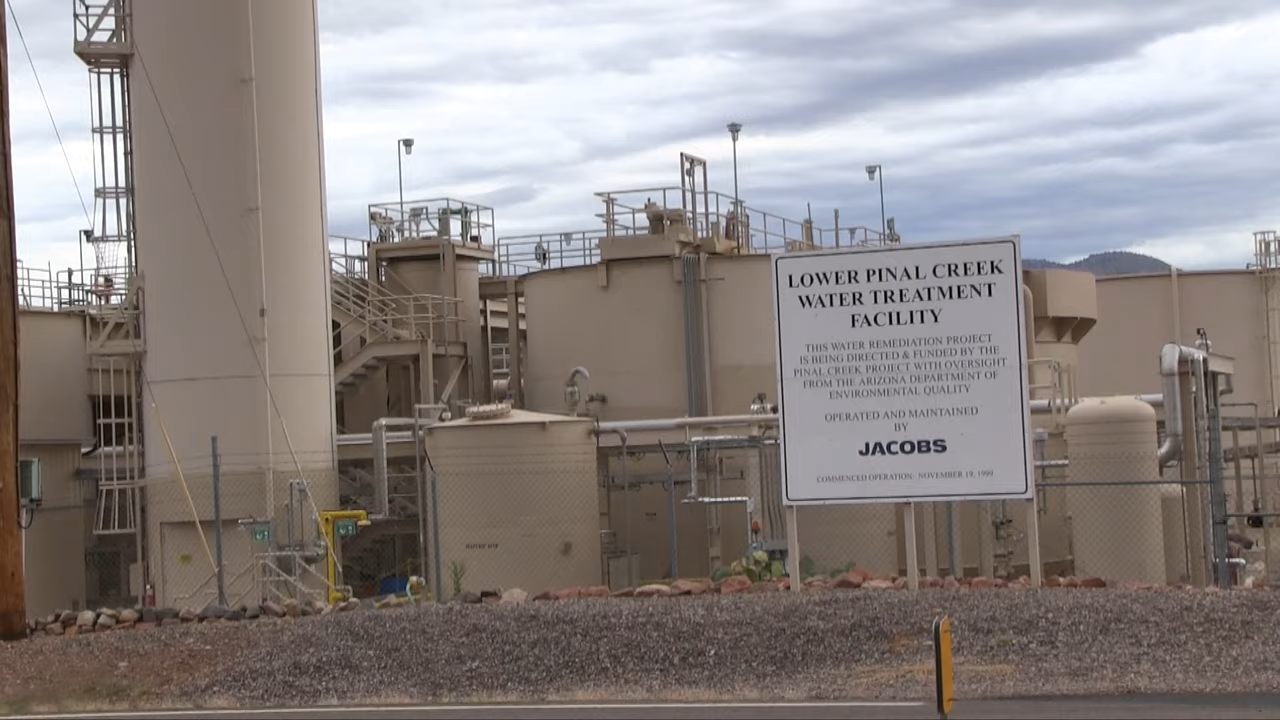 LOWER PINAL CREEK
WATER TREATMENT
FACILITY
THIS WATER REMEDIATION PROJECT
IS BEING DIRECTED & FUNDED BY THE
PINAL CREEK PROJECT WITH OVERSIGHT
FROM THE ARIZONA DEPARTMENT OF
ENVIRONMENTAL QUALITY
OPERATED AND MAINTAINED
BY
JACOBS
COMMENCED OPERATION: NOVEMBER 19, 1999